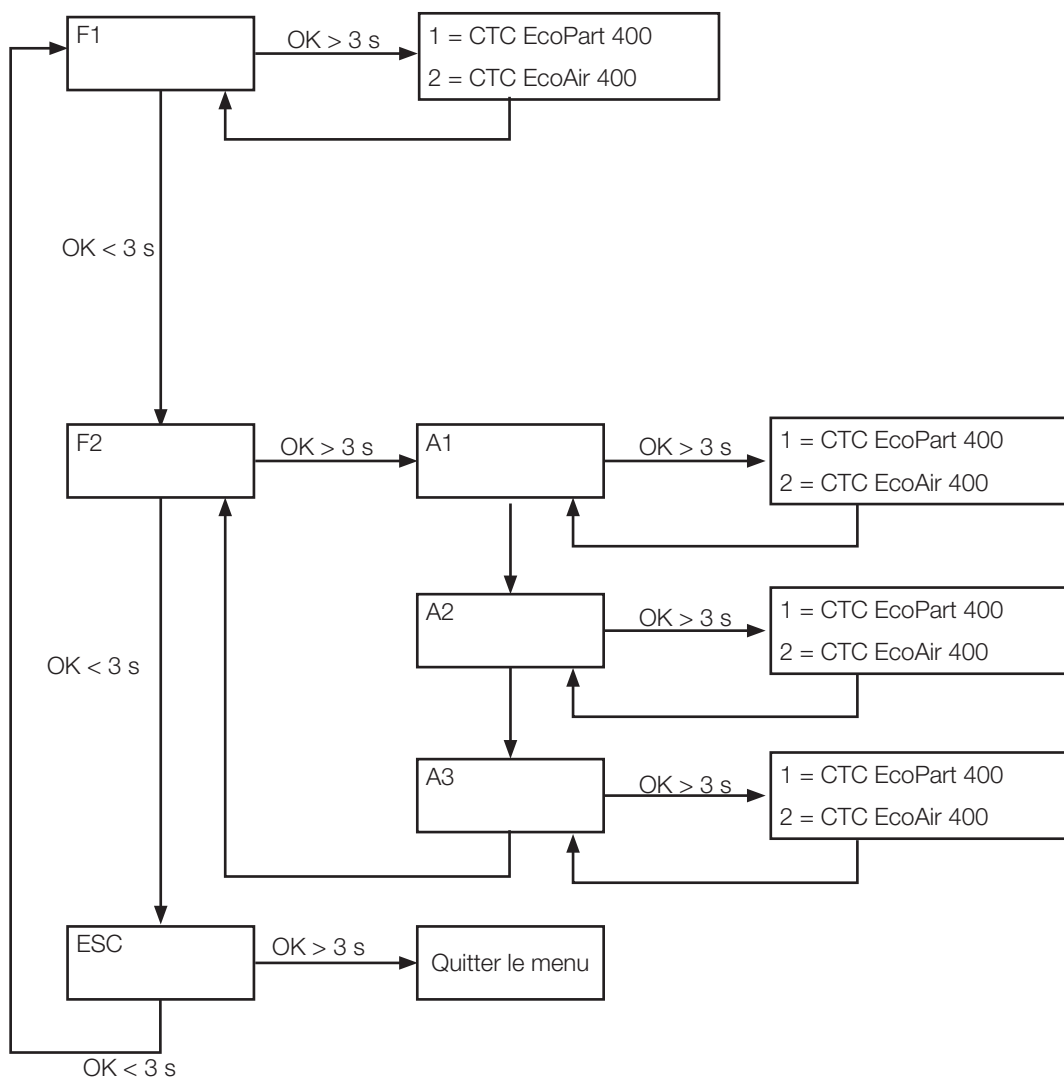 F1
OK > 3 s
1 = CTC EcoPart 400
2 = CTC EcoAir 400
OK < 3 s
F2
OK > 3 s
A1
OK > 3 s
1 = CTC EcoPart 400
2 = CTC EcoAir 400
A2
OK > 3 s
1 = CTC EcoPart 400
2 = CTC EcoAir 400
OK < 3 s
A3
OK > 3 s
1 = CTC EcoPart 400
2 = CTC EcoAir 400
ESC
OK > 3 s
Quitter le menu
OK < 3 s